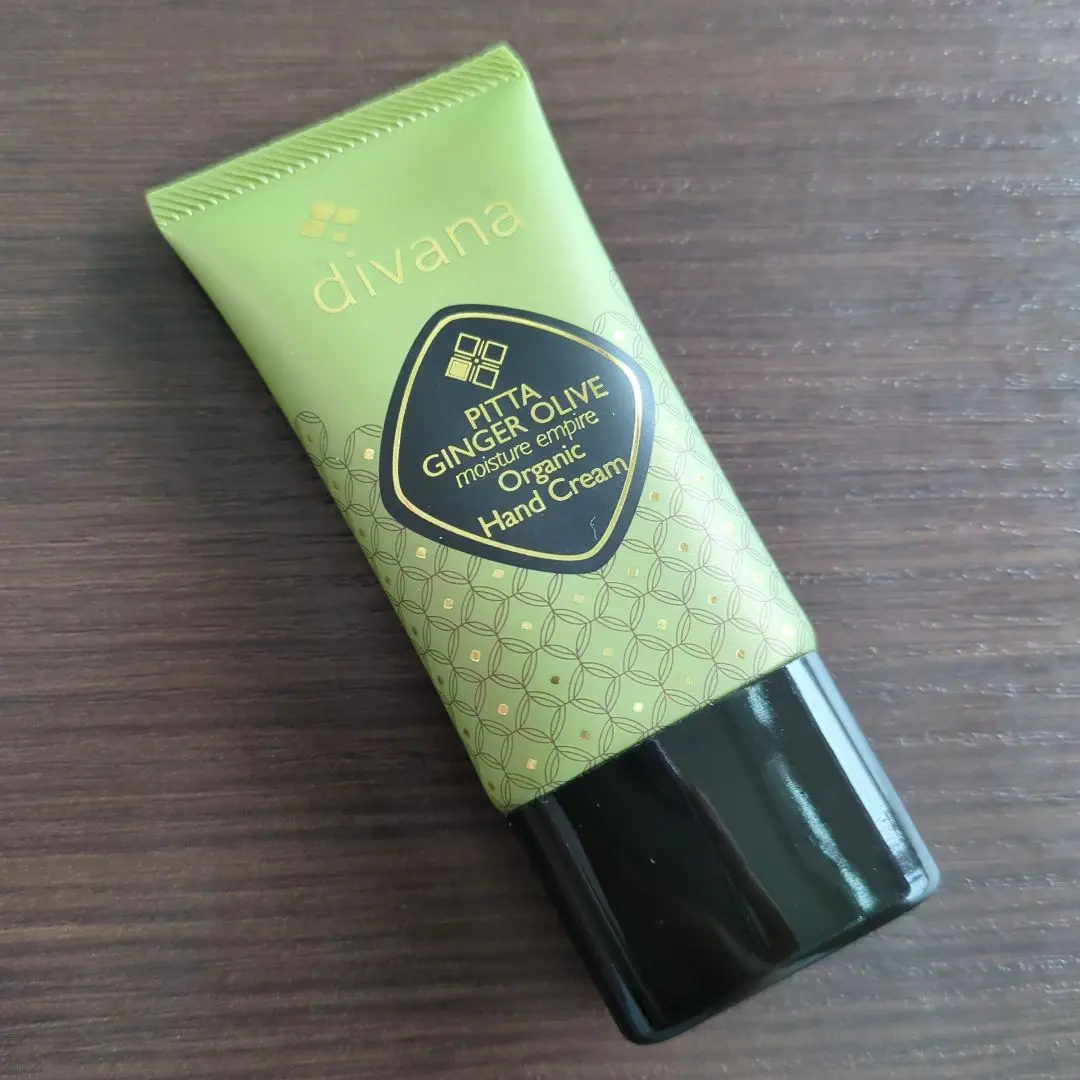 divana
PITTA
GINGER OLIVE
moisture empire
Organic
Hand Cream